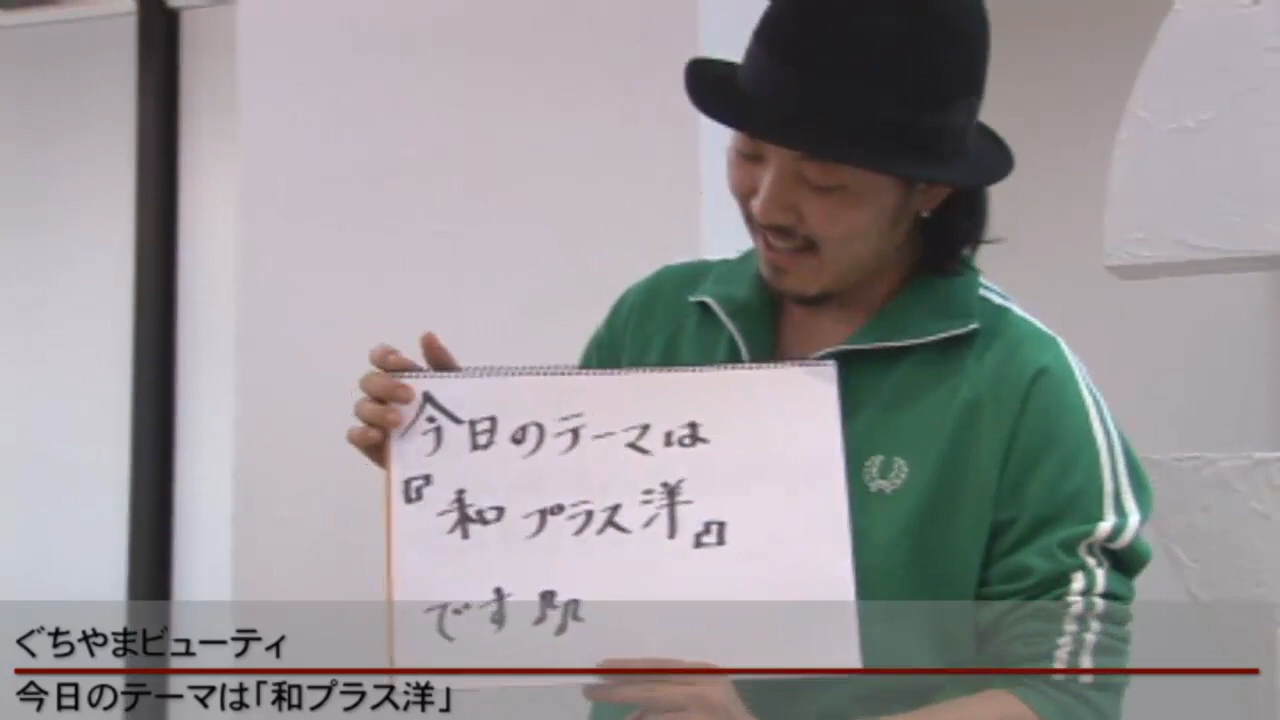 今日のテーマは
『和プラス洋』
です♪
ぐちやまビューティ
今日のテーマは「和プラス洋」